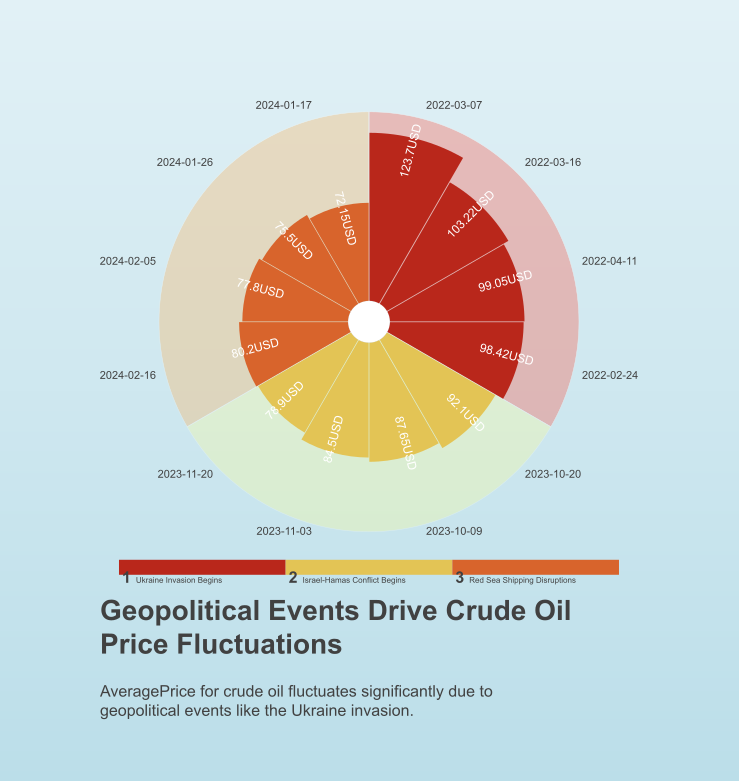 2024-01-17
2022-03-07
2024-01-26
2022-03-16
2024-02-05
2022-04-11
2024-02-16
2022-02-24
2023-11-20
2023-10-20
2023-11-03
2023-10-09
123.7USD
103.22USD
99.05USD
98.42USD
92.1USD
87.65USD
84.5USD
78.9USD
80.2USD
77.8USD
75.5USD
72.15USD
1 Ukraine Invasion Begins
2 Israel-Hamas Conflict Begins
3 Red Sea Shipping Disruptions
Geopolitical Events Drive Crude Oil
Price Fluctuations
AveragePrice for crude oil fluctuates significantly due to
geopolitical events like the Ukraine invasion.